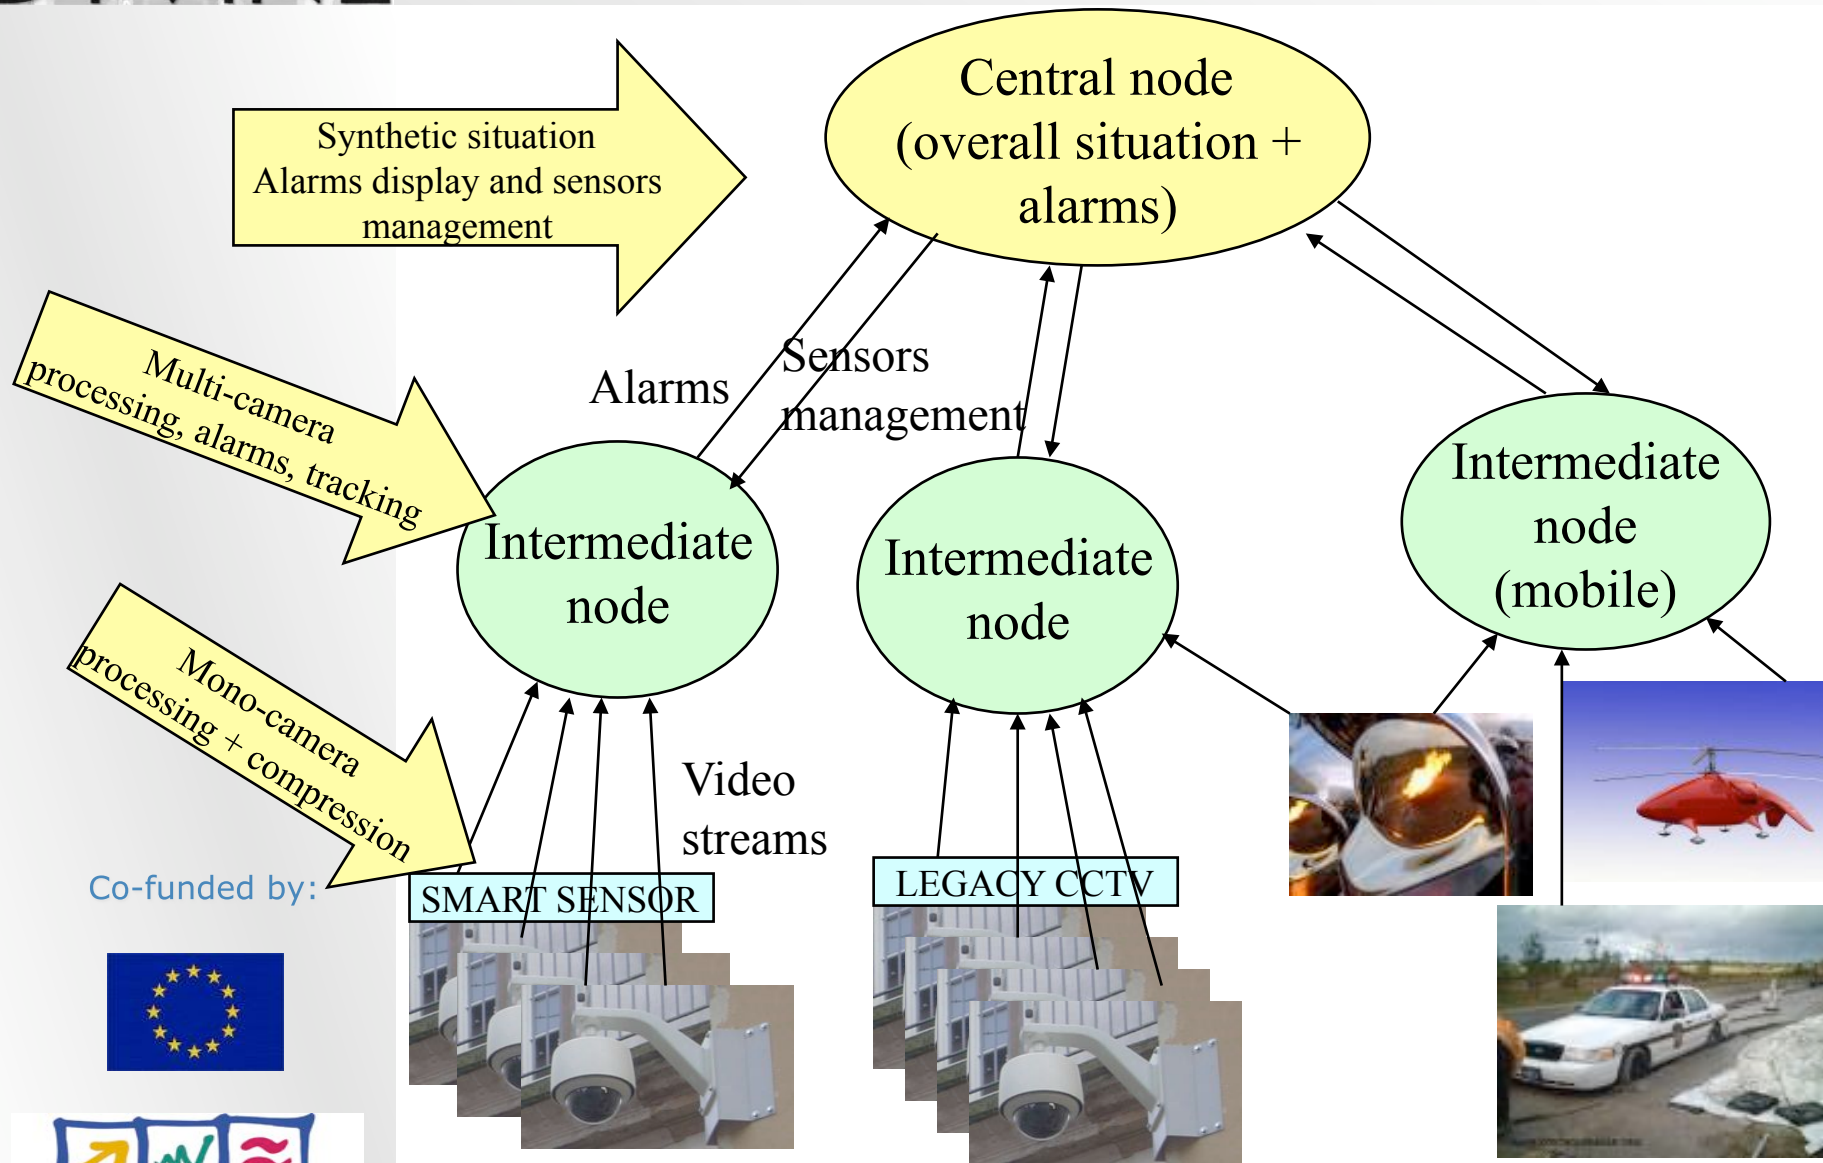 Central node
(overall situation +
alarms)
Synthetic situation
Alarms display and sensors
management
Multi-camera
processing, alarms, tracking
Alarms
Sensors
management
Intermediate
node
Intermediate
node
Intermediate
node
(mobile)
Mono-camera
processing + compression
Video
streams
Co-funded by:
SMART SENSOR
LEGACY CCTV